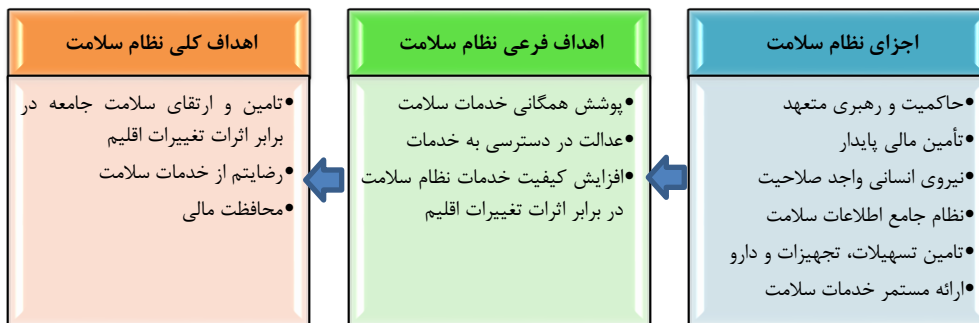 اجزای نظام سلامت
•حاکمیت و رهبری متعهد
•تأمین مالی پایدار
•نیروی انسانی واجد صلاحیت
•نظام جامع اطلاعات سلامت
•تامین تسهیلات، تجهیزات و دارو
•ارائه مستمر خدمات سلامت
اهداف فرعی نظام سلامت
•پوشش همگانی خدمات سلامت
•عدالت در دسترسی به خدمات
•افزایش کیفیت خدمات نظام سلامت
در برابر اثرات تغییرات اقلیم
اهداف کلی نظام سلامت
•تامین و ارتقای سلامت جامعه در
برابر اثرات تغییرات اقلیم
•رضایتم از خدمات سلامت
•محافظت مالی